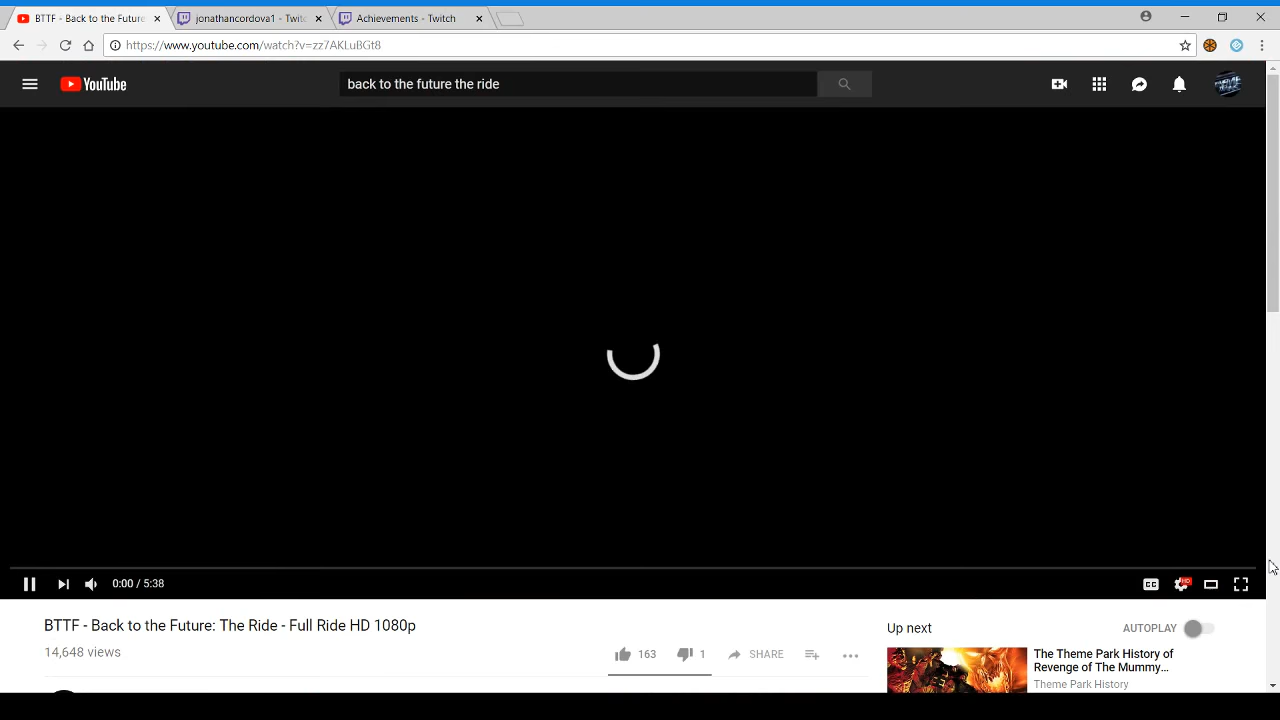 BTTF - Back to the Future
jonathancordova1 - Twitc
Achievements - Twitch
https://www.youtube.com/watch?v=zz7AKLuBGt8
YouTube
back to the future the ride
0:00 / 5:38
CC
HD
BTTF - Back to the Future: The Ride - Full Ride HD 1080p
14,648 views
163
1
SHARE
Up next
AUTOPLAY
The Theme Park History of
Revenge of The Mummy...
Theme Park History